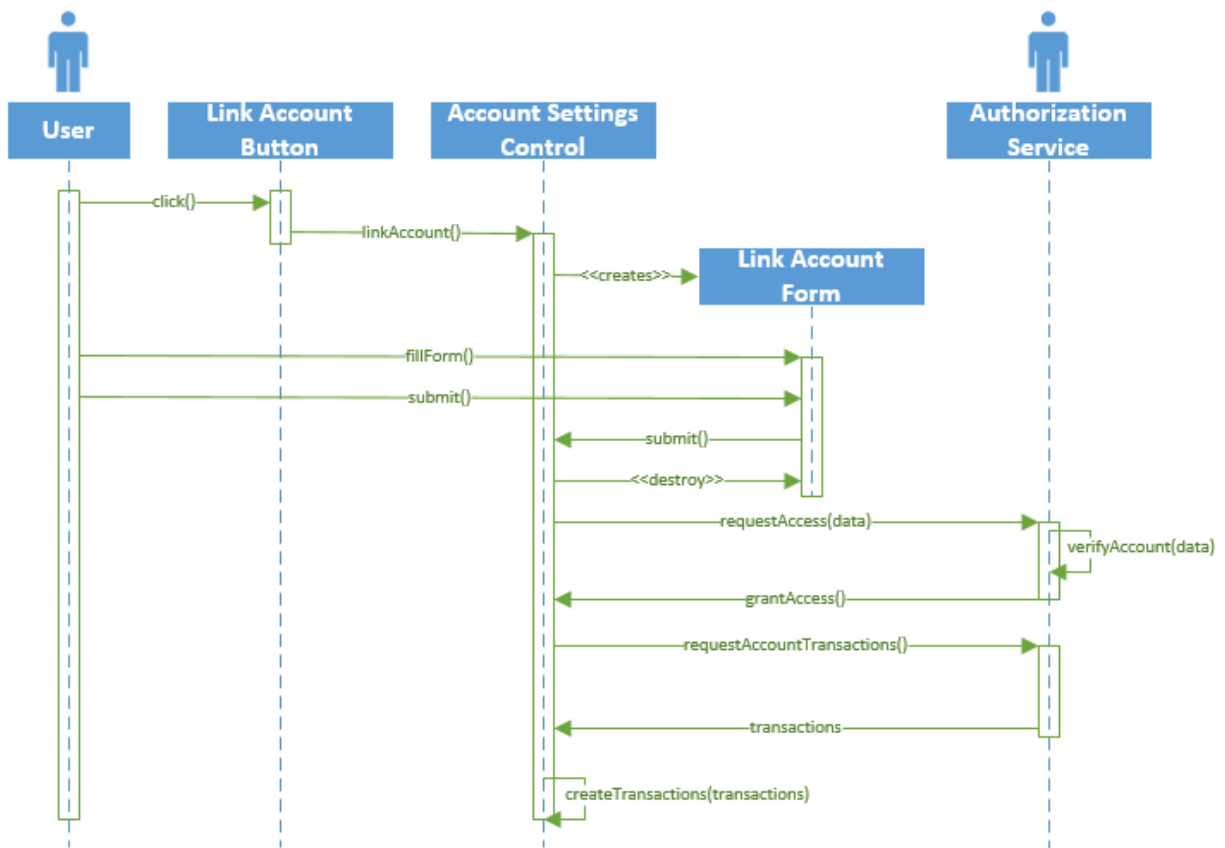 User
Link Account
Button
Account Settings
Control
Authorization
Service
click()
linkAccount()
<<creates>>
Link Account
Form
fillForm()
submit()
submit()
<<destroy>>
requestAccess(data)
verifyAccount(data)
grantAccess()
requestAccountTransactions()
transactions
createTransactions(transactions)